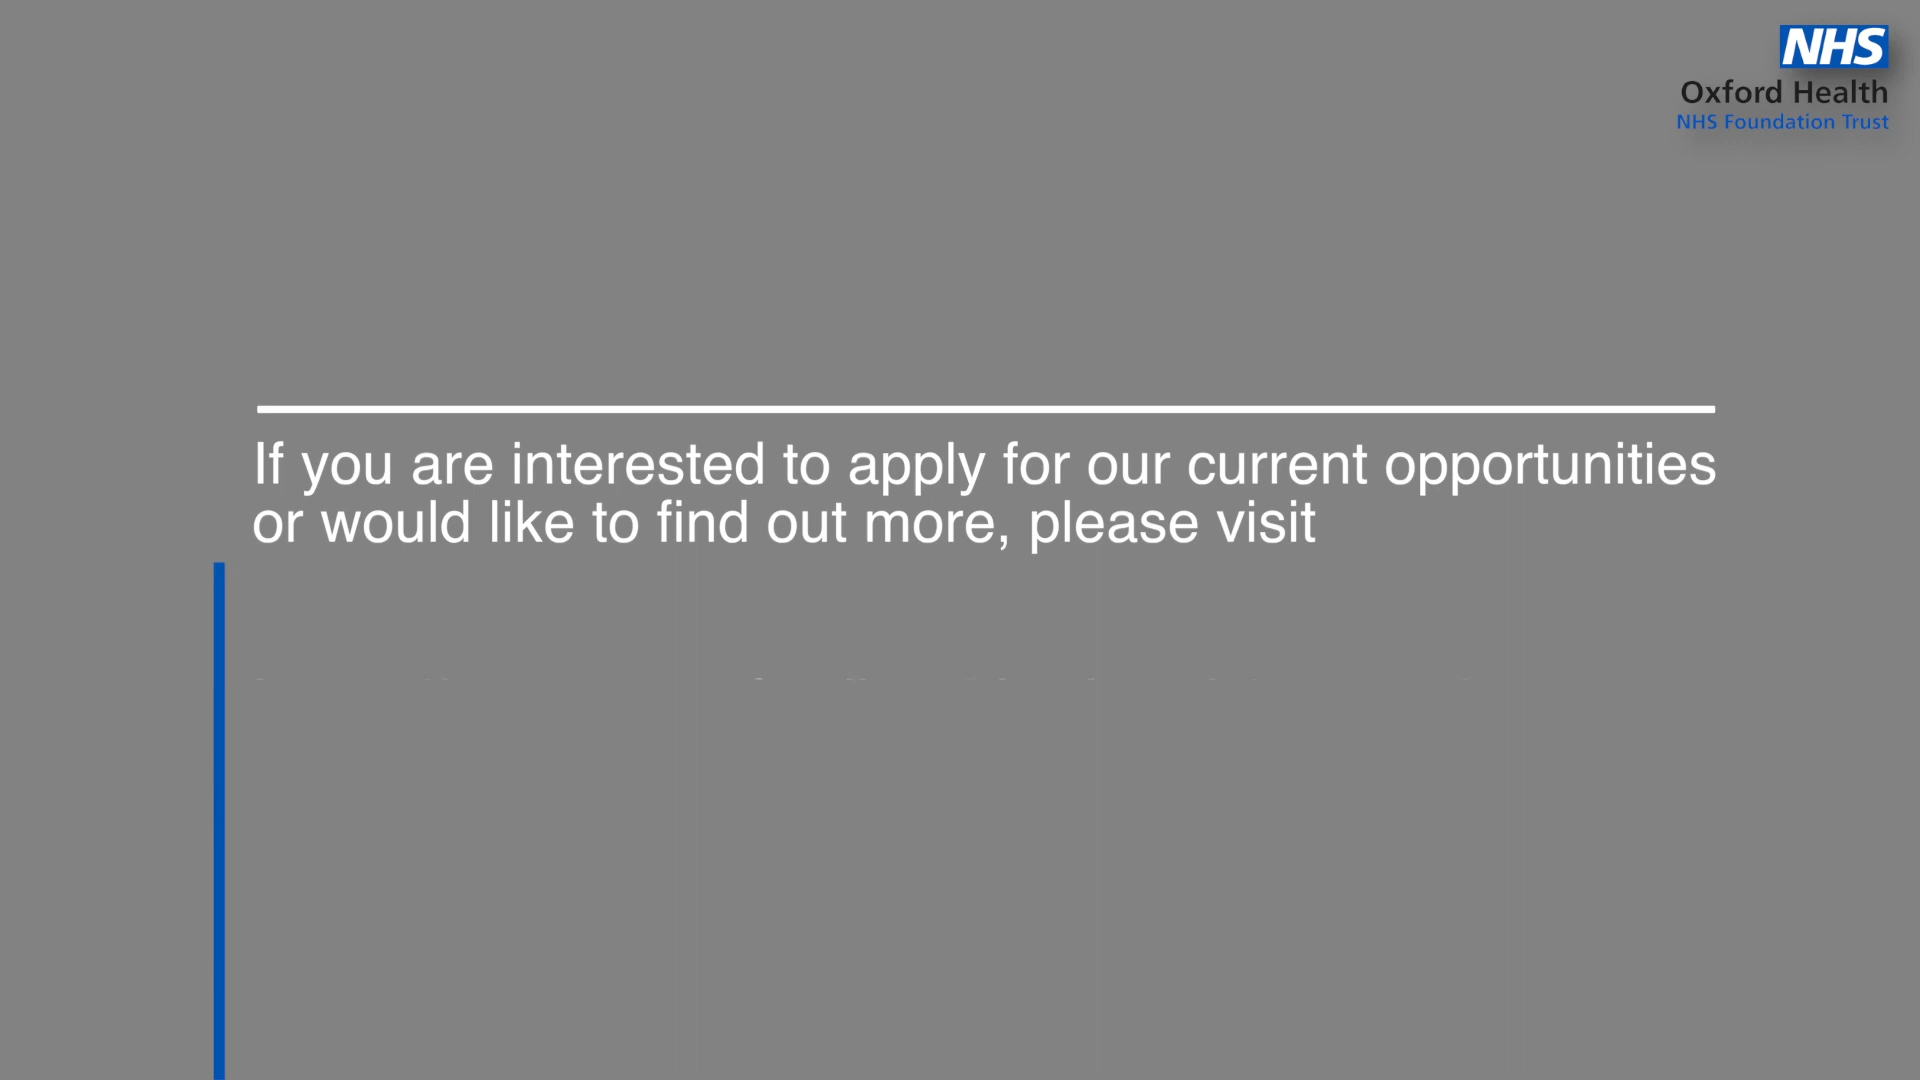 NHS
Oxford Health
NHS Foundation Trust
If you are interested to apply for our current opportunities
or would like to find out more, please visit